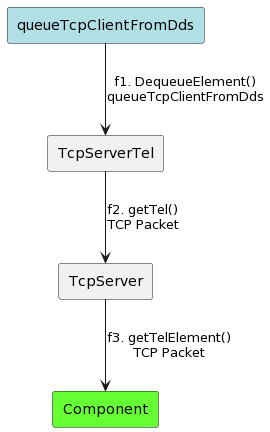 queueTcpClientFromDds
f1. DequeueElement()
queueTcpClientFromDds
TcpServerTel
f2. getTel()
TCP Packet
TcpServer
f3. getTelElement()
TCP Packet
Component